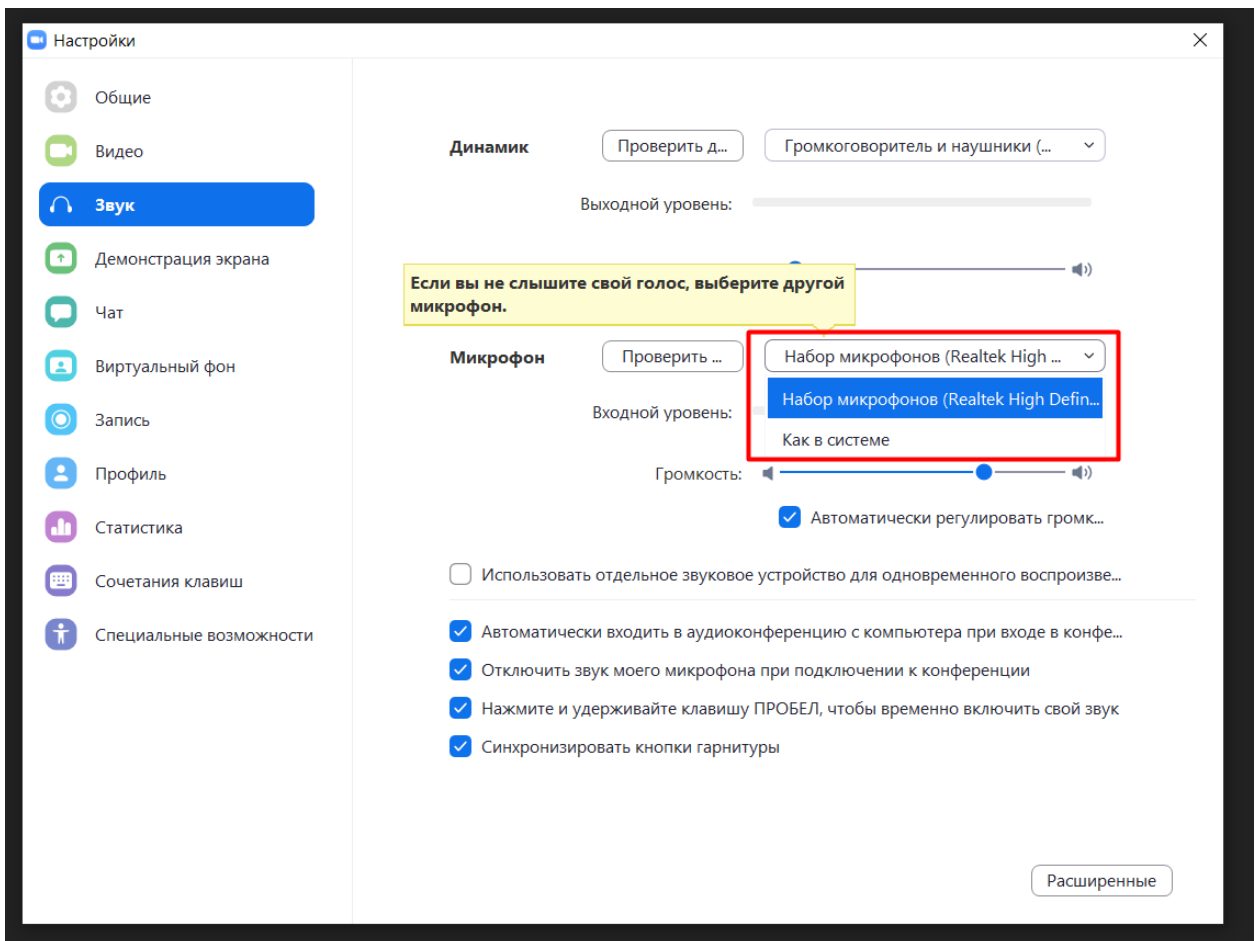 Настройки
Общие
Видео
Звук
Демонстрация экрана
Чат
Виртуальный фон
Запись
Профиль
Статистика
Сочетания клавиш
Специальные возможности
Динамик
Проверить д...
Громкоговоритель и наушники (...
Выходной уровень:
Если вы не слышите свой голос, выберите другой
микрофон.
Микрофон
Проверить ...
Набор микрофонов (Realtek High ...
Набор микрофонов (Realtek High Defin...
Как в системе
Входной уровень:
Громкость:
Автоматически регулировать громк...
Использовать отдельное звуковое устройство для одновременного воспроизве...
Автоматически входить в аудиоконференцию с компьютера при входе в конфе...
Отключить звук моего микрофона при подключении к конференции
Нажмите и удерживайте клавишу ПРОБЕЛ, чтобы временно включить свой звук
Синхронизировать кнопки гарнитуры
Расширенные